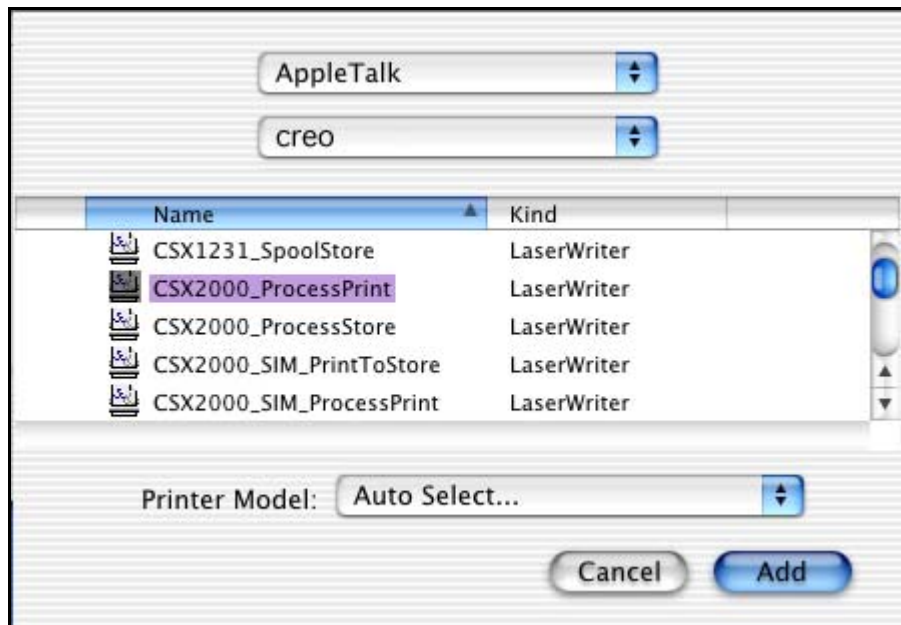 AppleTalk
creo
Name Kind
CSX1231_SpoolStore LaserWriter
CSX2000_ProcessPrint LaserWriter
CSX2000_ProcessStore LaserWriter
CSX2000_SIM_PrintToStore LaserWriter
CSX2000_SIM_ProcessPrint LaserWriter
Printer Model: Auto Select...
Cancel Add